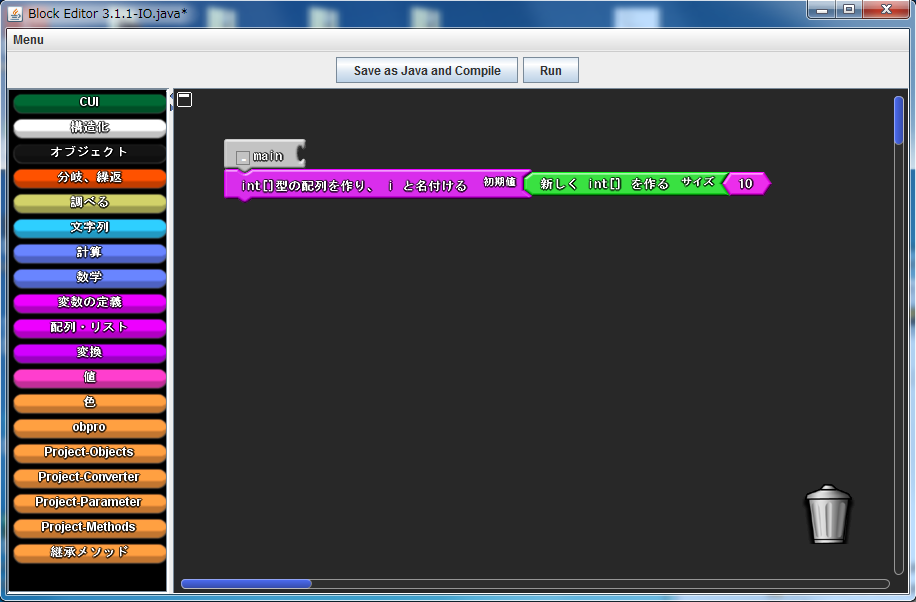 Block Editor 3.1.1-IO.java*
Menu
Save as Java and Compile Run
CUI
構造化
オブジェクト
分岐、繰返
調べる
文字列
計算
数学
変数の定義
配列・リスト
変換
値
色
obpro
Project-Objects
Project-Converter
Project-Parameter
Project-Methods
継承メソッド
main
int[]型の配列を作り、 i と名付ける 初期値 新しく int[] を作る サイズ 10